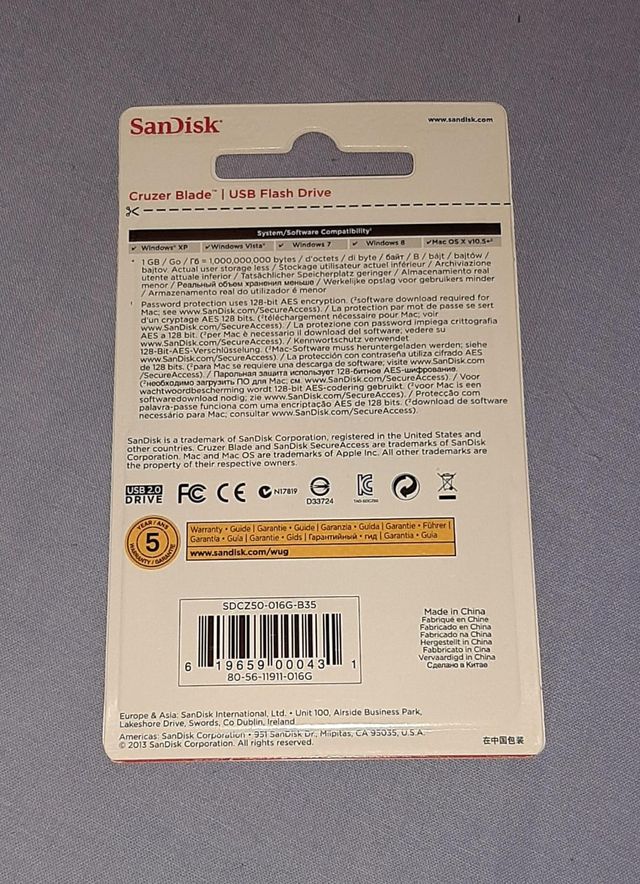 SanDisk®
www.sandisk.com
Cruzer Blade™ | USB Flash Drive
System/Software Compatibility¹
✔ Windows® XP ✔ Windows Vista® ✔ Windows 7 ✔ Windows 8 ✔ Mac OS X v10.5+²
* 1 GB / Go / Гб = 1,000,000,000 bytes / d'octets / di byte / байт / B / bájt / bajtów /
bajtov. Actual user storage less / Stockage utilisateur actuel inférieur / Archiviazione
utente attuale inferiore / Tatsächlicher Speicherplatz geringer / Almacenamiento real
menor / Реальный объем хранения меньше / Werkelijke opslag voor gebruikers minder
/ Armazenamento real do utilizador é menor
¹ Password protection uses 128-bit AES encryption. (²software download required for
Mac; see www.SanDisk.com/SecureAccess). / La protection par mot de passe se sert
d'un cryptage AES 128 bits. (²téléchargement nécessaire pour Mac; voir
www.SanDisk.com/SecureAccess). / La protezione con password impiega crittografia
AES a 128 bit. (²per Mac è necessario il download del software; vedere su
www.SanDisk.com/SecureAccess). / Kennwortschutz verwendet
128-Bit-AES-Verschlüsselung. (²Mac-Software muss heruntergeladen werden; siehe
www.SanDisk.com/SecureAccess). / La protección con contraseña utiliza cifrado AES
de 128 bits. (²para Mac se requiere una descarga de software; visite www.SanDisk.com
/SecureAccess). / Парольная защита использует 128-битное AES-шифрование.
(²необходимо загрузить ПО для Mac; см. www.SanDisk.com/SecureAccess). / Voor
wachtwoordbescherming wordt 128-bit AES-codering gebruikt. (²voor Mac is een
softwaredownload nodig; zie www.SanDisk.com/SecureAccess). / Protecção com
palavra-passe funciona com uma encriptação AES de 128 bits. (²download de software
necessário para Mac; consultar www.SanDisk.com/SecureAccess).
SanDisk is a trademark of SanDisk Corporation, registered in the United States and
other countries. Cruzer Blade and SanDisk SecureAccess are trademarks of SanDisk
Corporation. Mac and Mac OS are trademarks of Apple Inc. All other trademarks are
the property of their respective owners.
USB 2.0
DRIVE
FC CE N17819
D33724
YEAR / ANS
5
WARRANTY / GARANTIE
Warranty • Guide | Garantie • Guide | Garanzia • Guida | Garantie • Führer |
Garantía • Guía | Garantie • Gids | Гарантийный • гид | Garantia • Guia
www.sandisk.com/wug
SDCZ50-016G-B35
6 19659 00043 1
80-56-11911-016G
Made in China
Fabriqué en Chine
Fabricado en China
Fabricado na China
Hergestellt in China
Fabbricato in Cina
Vervaardigd in China
Сделано в Китае
Europe & Asia: SanDisk International, Ltd. • Unit 100, Airside Business Park,
Lakeshore Drive, Swords, Co Dublin, Ireland
Americas: SanDisk Corporation • 951 SanDisk Dr., Milpitas, CA 95035, U.S.A.
© 2013 SanDisk Corporation. All rights reserved.
在中国包装